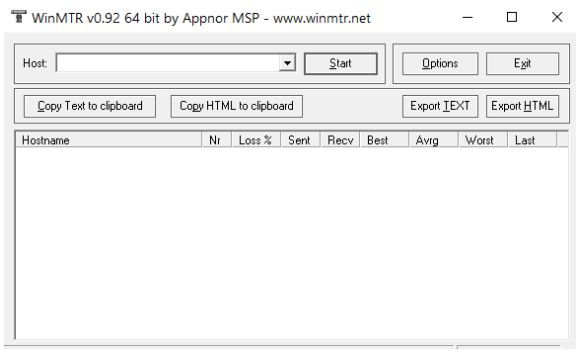 WinMTR v0.92 64 bit by Appnor MSP - www.winmtr.net
Host: Start Options Exit
Copy Text to clipboard Copy HTML to clipboard Export TEXT Export HTML
Hostname Nr Loss % Sent Recv Best Avrg Worst Last